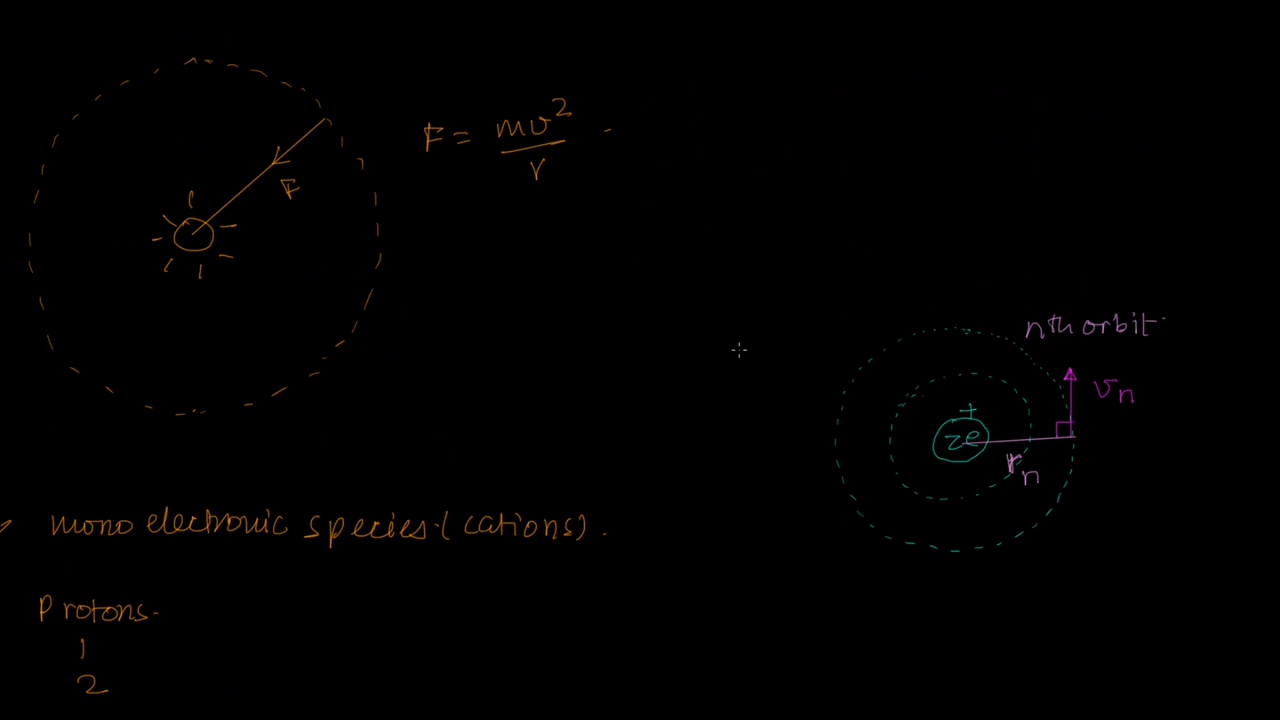 F = mv²/r
F
nth orbit
vn
+
ze
rn
mono electronic species (cations).
Protons
1
2